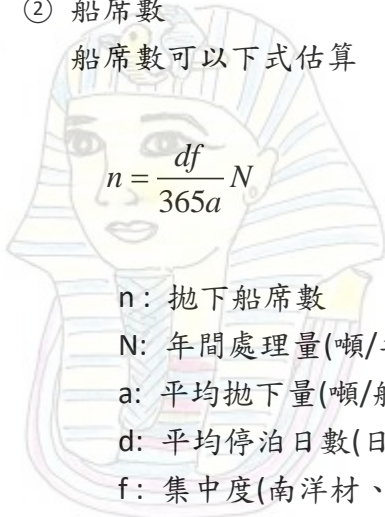 ② 船席數
船席數可以下式估算
n = df/365a N
n : 拋下船席數
N: 年間處理量(噸/
a: 平均拋下量(噸/
d: 平均停泊日數(日
f : 集中度(南洋材、